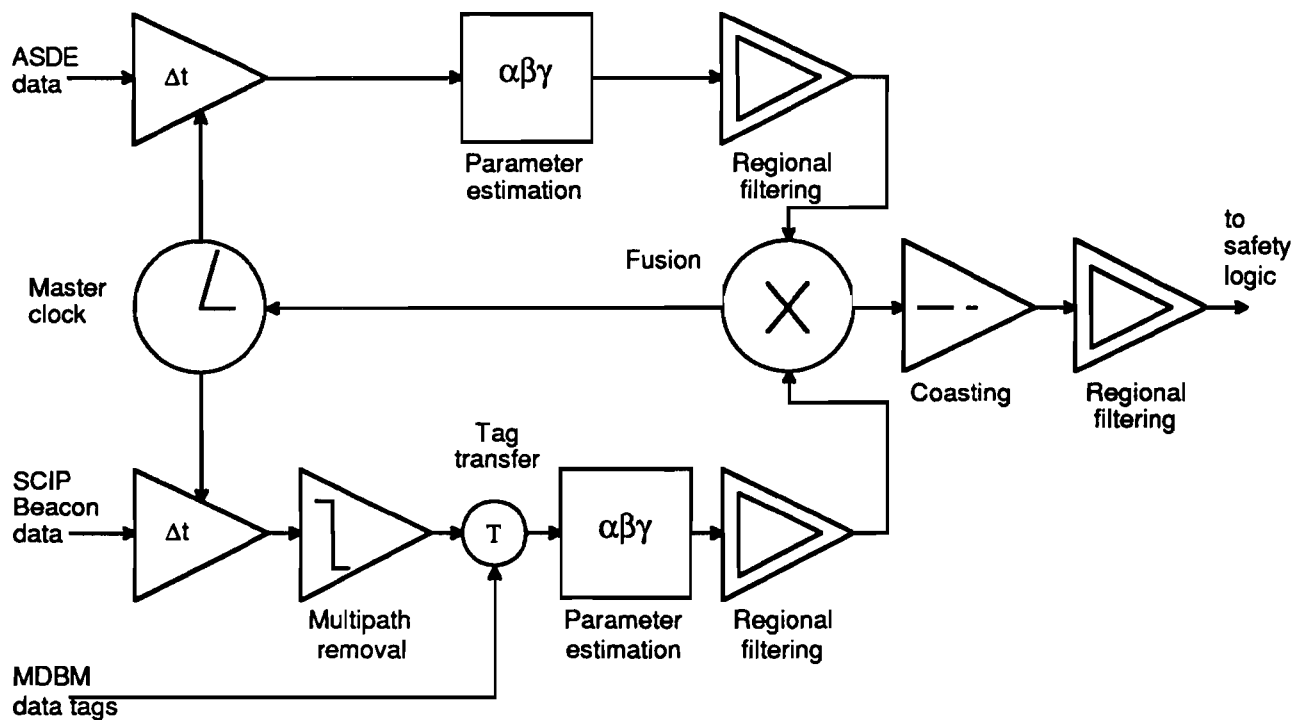 ASDE
data
Δt
αβγ
Parameter
estimation
Regional
filtering
Master
clock
Fusion
to
safety
logic
Coasting
Regional
filtering
SCIP
Beacon
data
Δt
Multipath
removal
Tag
transfer
T
αβγ
Parameter
estimation
Regional
filtering
MDBM
data tags